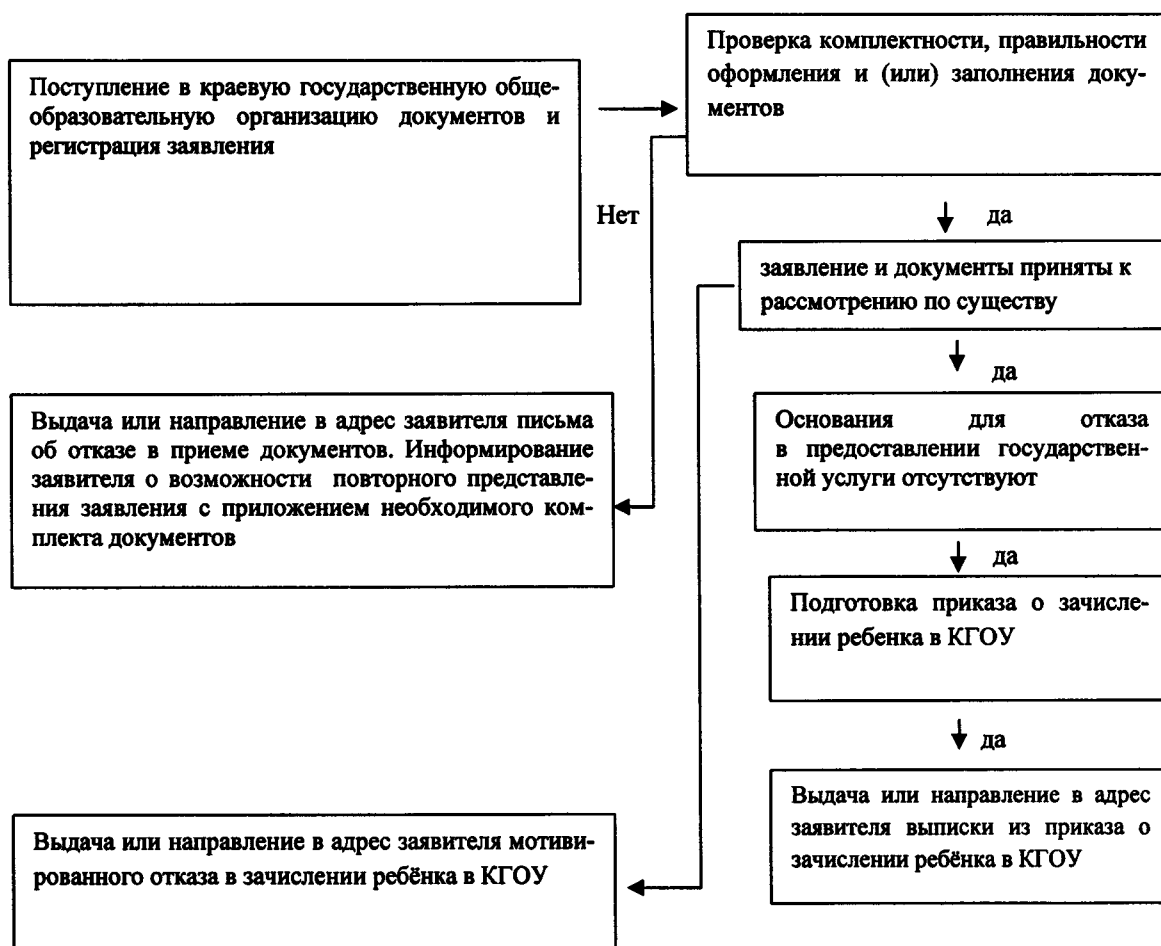 Поступление в краевую государственную обще-
образовательную организацию документов и
регистрация заявления
Проверка комплектности, правильности
оформления и (или) заполнения доку-
ментов
Нет
да
заявление и документы приняты к
рассмотрению по существу
да
Выдача или направление в адрес заявителя письма
об отказе в приеме документов. Информирование
заявителя о возможности повторного представле-
ния заявления с приложением необходимого ком-
плекта документов
Основания для отказа
в предоставлении государствен-
ной услуги отсутствуют
да
Подготовка приказа о зачисле-
нии ребенка в КГОУ
да
Выдача или направление в адрес
заявителя выписки из приказа о
зачислении ребёнка в КГОУ
Выдача или направление в адрес заявителя мотиви-
рованного отказа в зачислении ребёнка в КГОУ